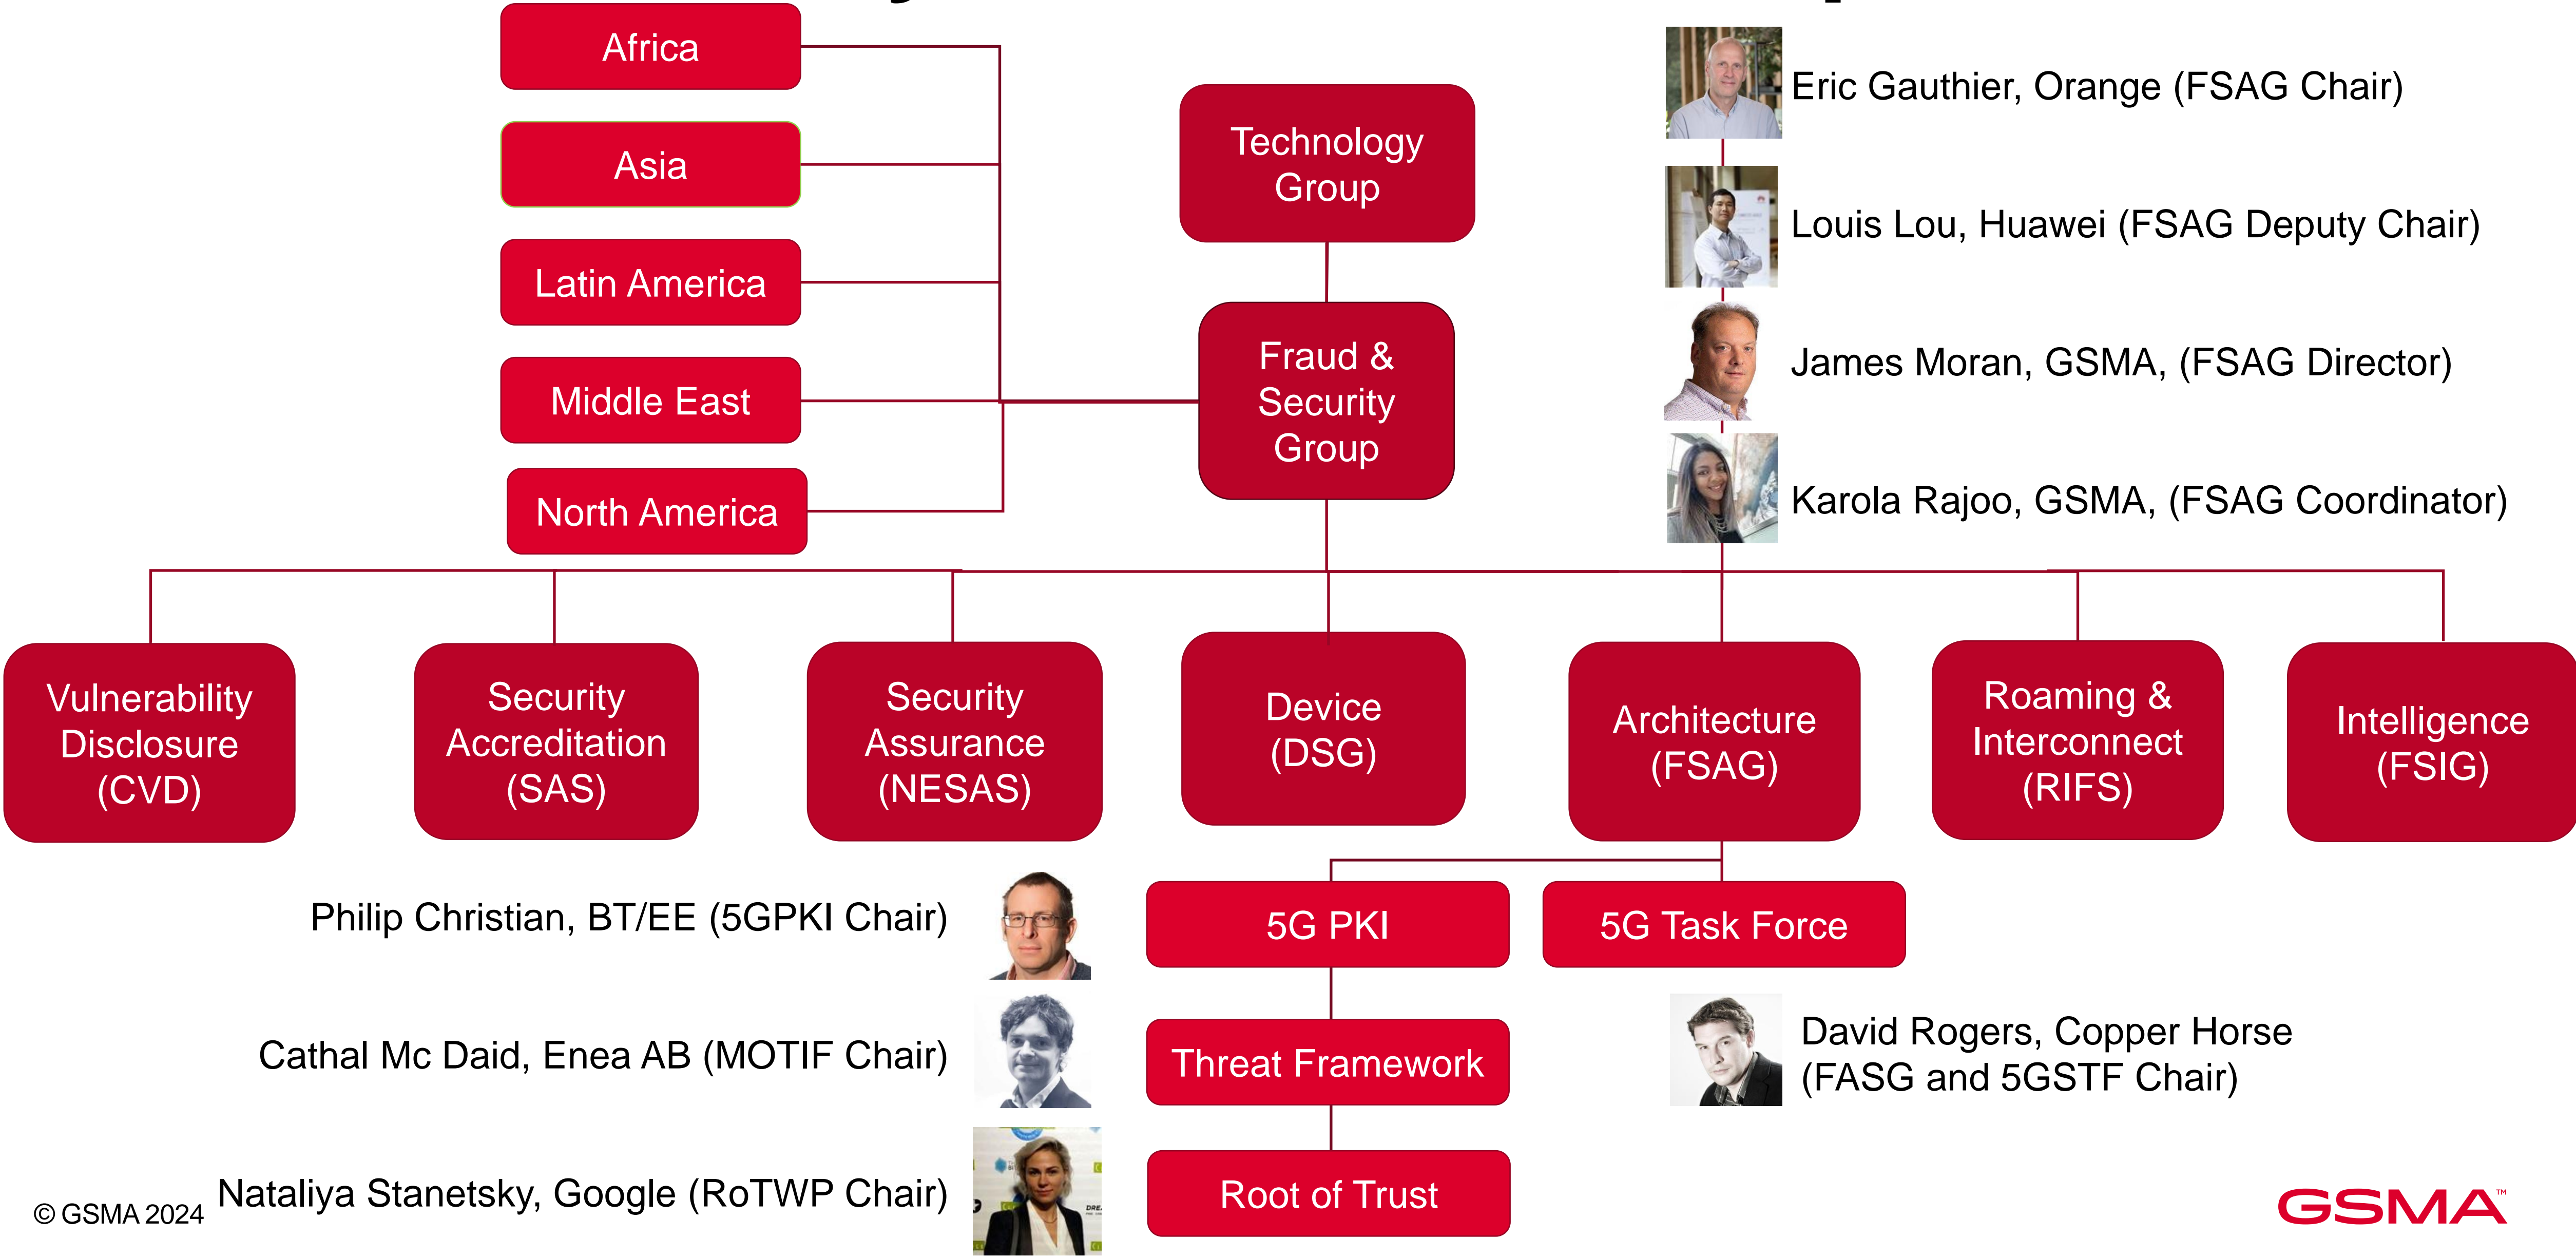 Africa
Asia
Latin America
Middle East
North America
Technology
Group
Fraud &
Security
Group
Eric Gauthier, Orange (FSAG Chair)
Louis Lou, Huawei (FSAG Deputy Chair)
James Moran, GSMA, (FSAG Director)
Karola Rajoo, GSMA, (FSAG Coordinator)
Vulnerability
Disclosure
(CVD)
Security
Accreditation
(SAS)
Security
Assurance
(NESAS)
Device
(DSG)
Architecture
(FSAG)
Roaming &
Interconnect
(RIFS)
Intelligence
(FSIG)
Philip Christian, BT/EE (5GPKI Chair)
5G PKI
5G Task Force
Cathal Mc Daid, Enea AB (MOTIF Chair)
Threat Framework
David Rogers, Copper Horse
(FASG and 5GSTF Chair)
Nataliya Stanetsky, Google (RoTWP Chair)
Root of Trust
© GSMA 2024
GSMA™